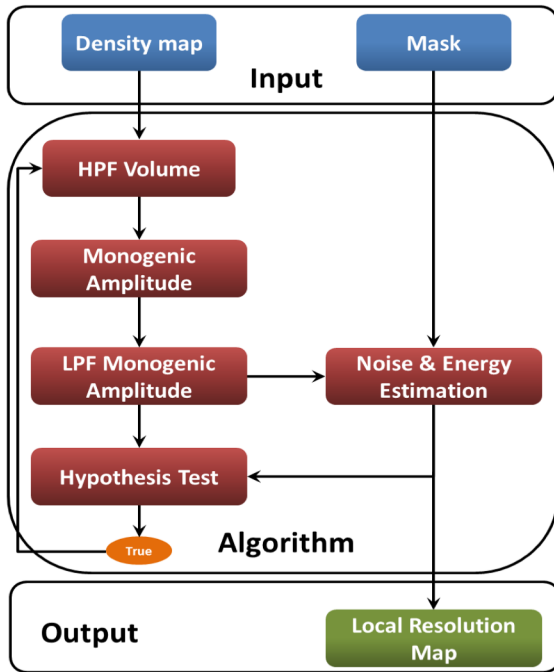 Density map
Mask
Input
HPF Volume
Monogenic
Amplitude
LPF Monogenic
Amplitude
Noise & Energy
Estimation
Hypothesis Test
True
Algorithm
Output
Local Resolution
Map